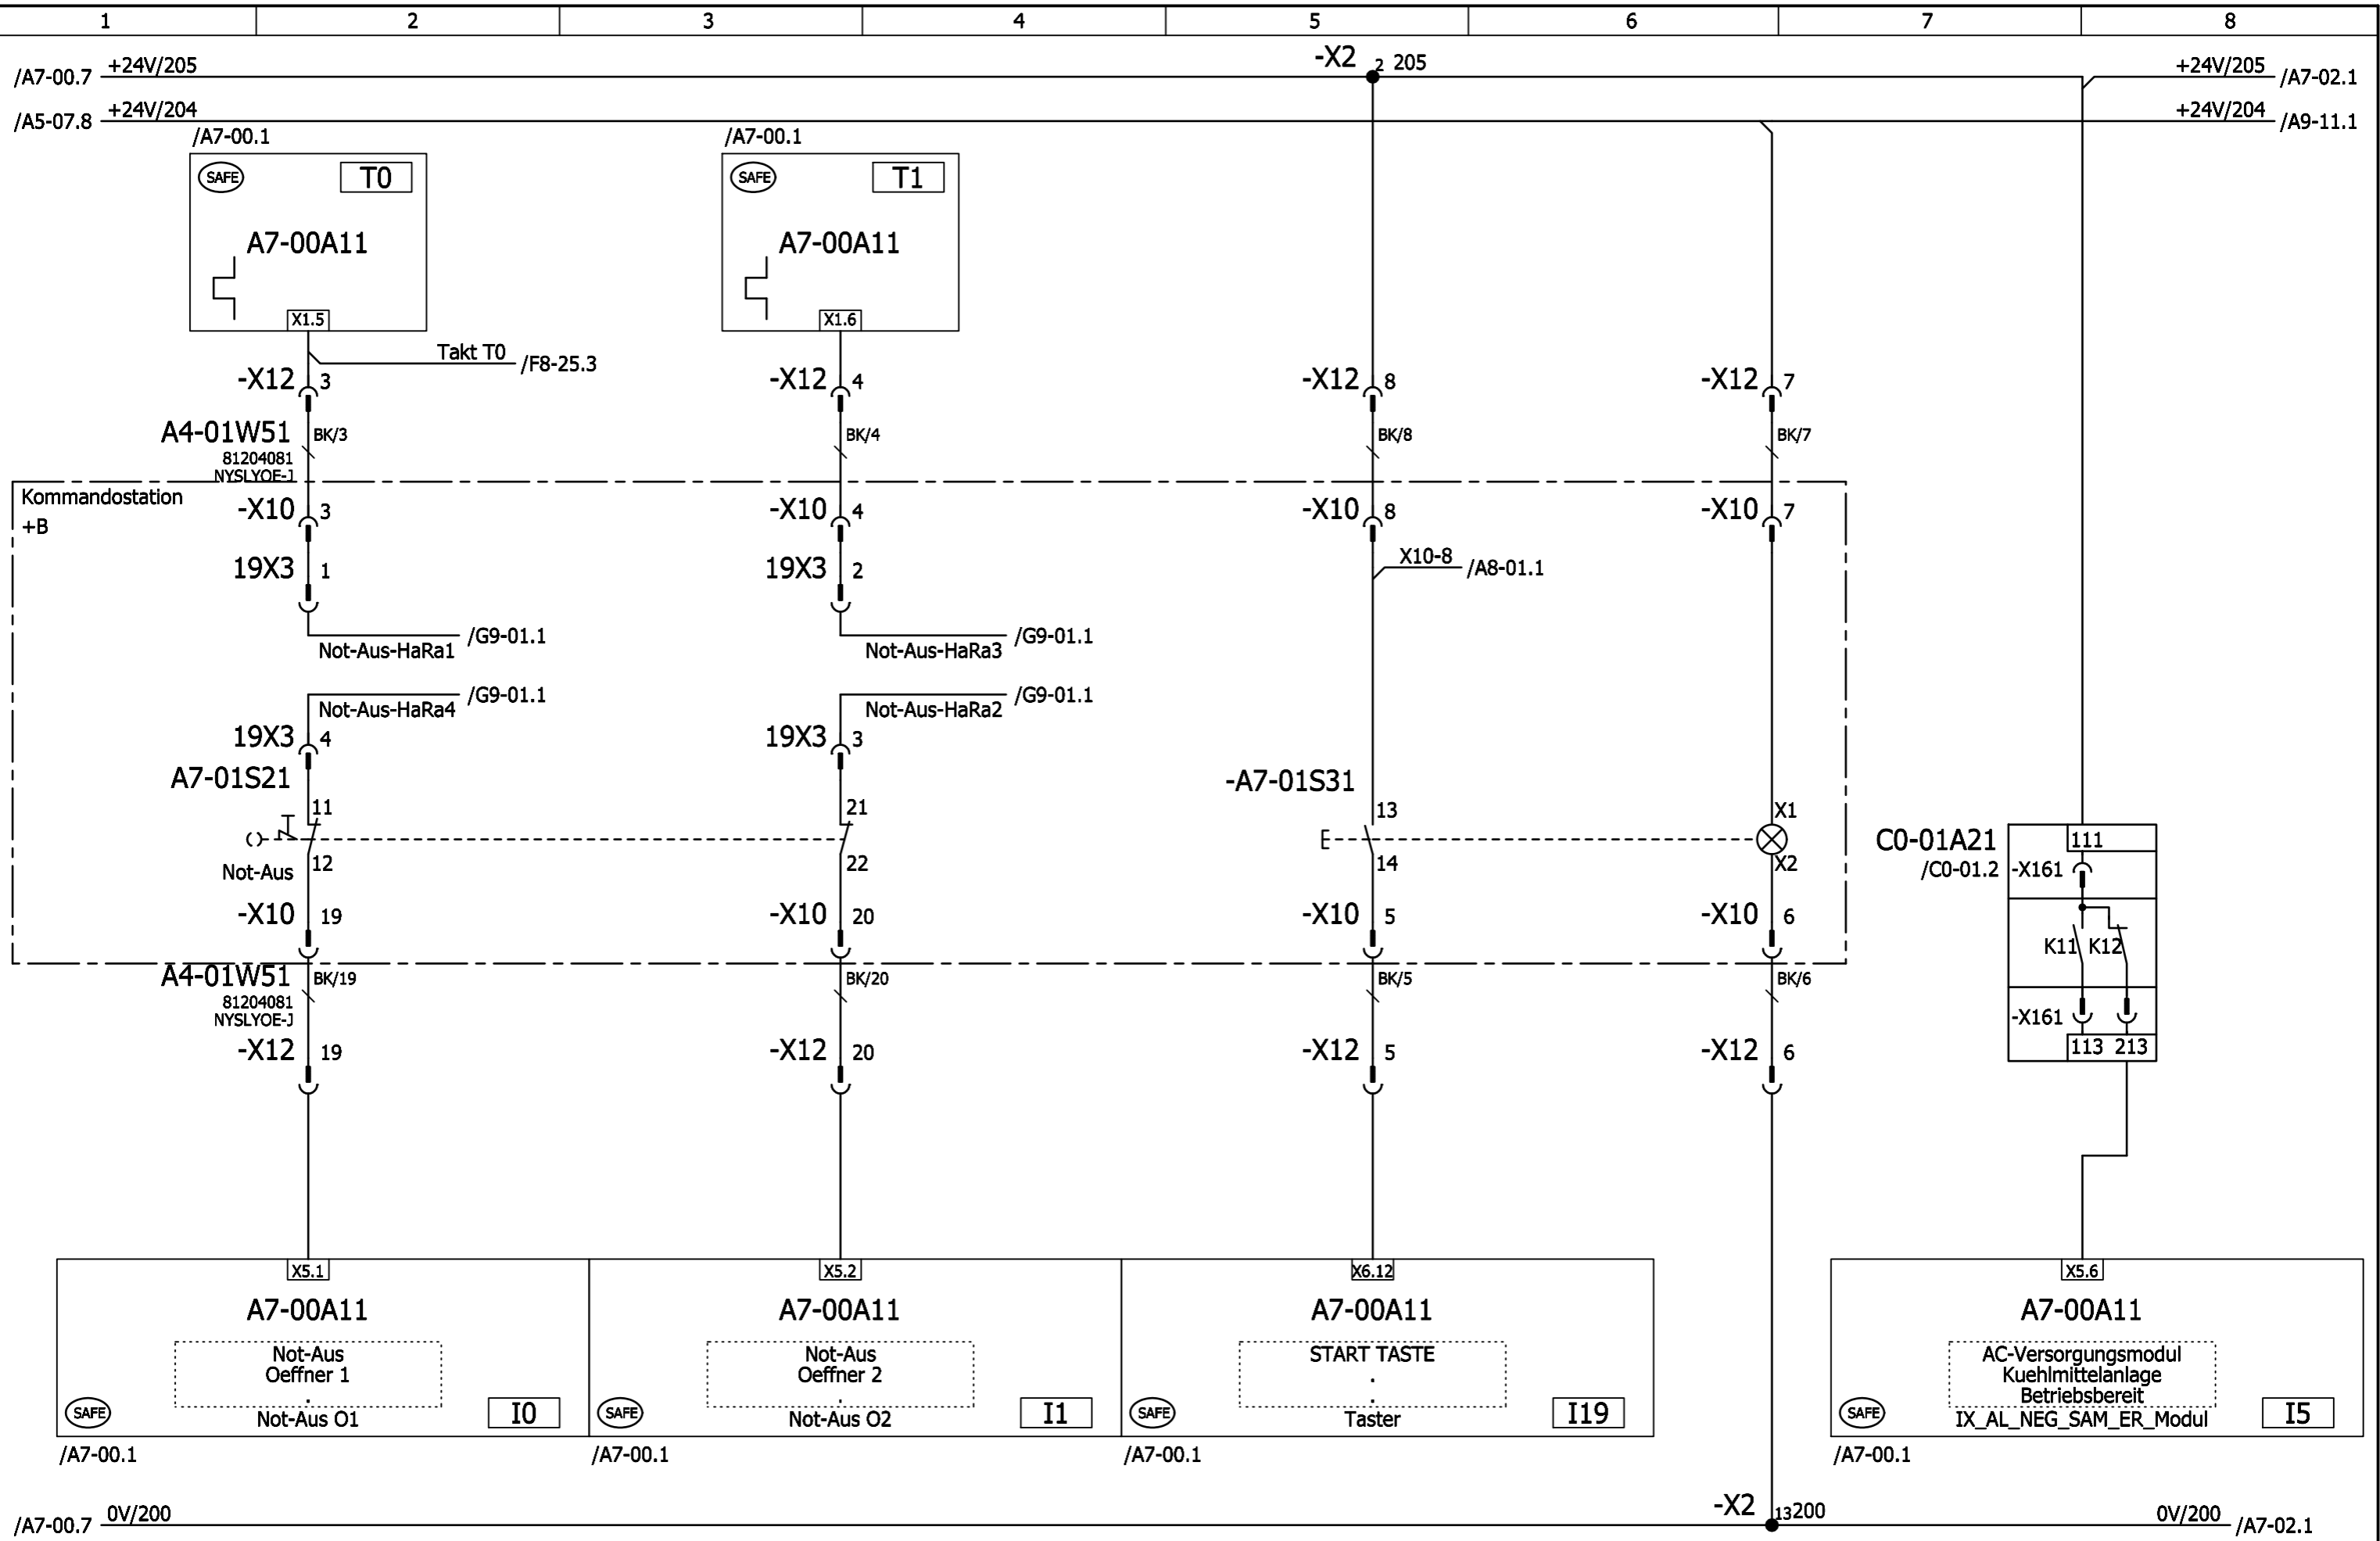 1 2 3 4 5 6 7 8
-X2 2 205
/A7-00.7 +24V/205 +24V/205 /A7-02.1
/A5-07.8 +24V/204 +24V/204 /A9-11.1
/A7-00.1 /A7-00.1
SAFE T0 SAFE T1
A7-00A11 A7-00A11
X1.5 X1.6
Takt T0 /F8-25.3
-X12 3 -X12 4 -X12 8 -X12 7
A4-01W51 BK/3 BK/4 BK/8 BK/7
81204081
NYSLYOE-J
Kommandostation
+B
-X10 3 -X10 4 -X10 8 -X10 7
X10-8 /A8-01.1
19X3 1 19X3 2
/G9-01.1 /G9-01.1
Not-Aus-HaRa1 Not-Aus-HaRa3
/G9-01.1 /G9-01.1
Not-Aus-HaRa4 Not-Aus-HaRa2
19X3 4 19X3 3
A7-01S21 -A7-01S31
11 21 13 X1
C0-01A21 111
12 22 14 X2
Not-Aus
/C0-01.2 -X161
-X10 19 -X10 20 -X10 5 -X10 6
K11 K12
A4-01W51 BK/19 BK/20 BK/5 BK/6
81204081
NYSLYOE-J
-X161
-X12 19 -X12 20 -X12 5 -X12 6
113 213
X5.1 X5.2 X6.12 X5.6
A7-00A11 A7-00A11 A7-00A11 A7-00A11
Not-Aus
Oeffner 1
.
Not-Aus O1
SAFE I0
Not-Aus
Oeffner 2
.
Not-Aus O2
SAFE I1
START TASTE
.
.
Taster
SAFE I19
AC-Versorgungsmodul
Kuehlmittelanlage
Betriebsbereit
IX_AL_NEG_SAM_ER_Modul
SAFE I5
/A7-00.1 /A7-00.1 /A7-00.1 /A7-00.1
-X2 13 200
/A7-00.7 0V/200 0V/200 /A7-02.1